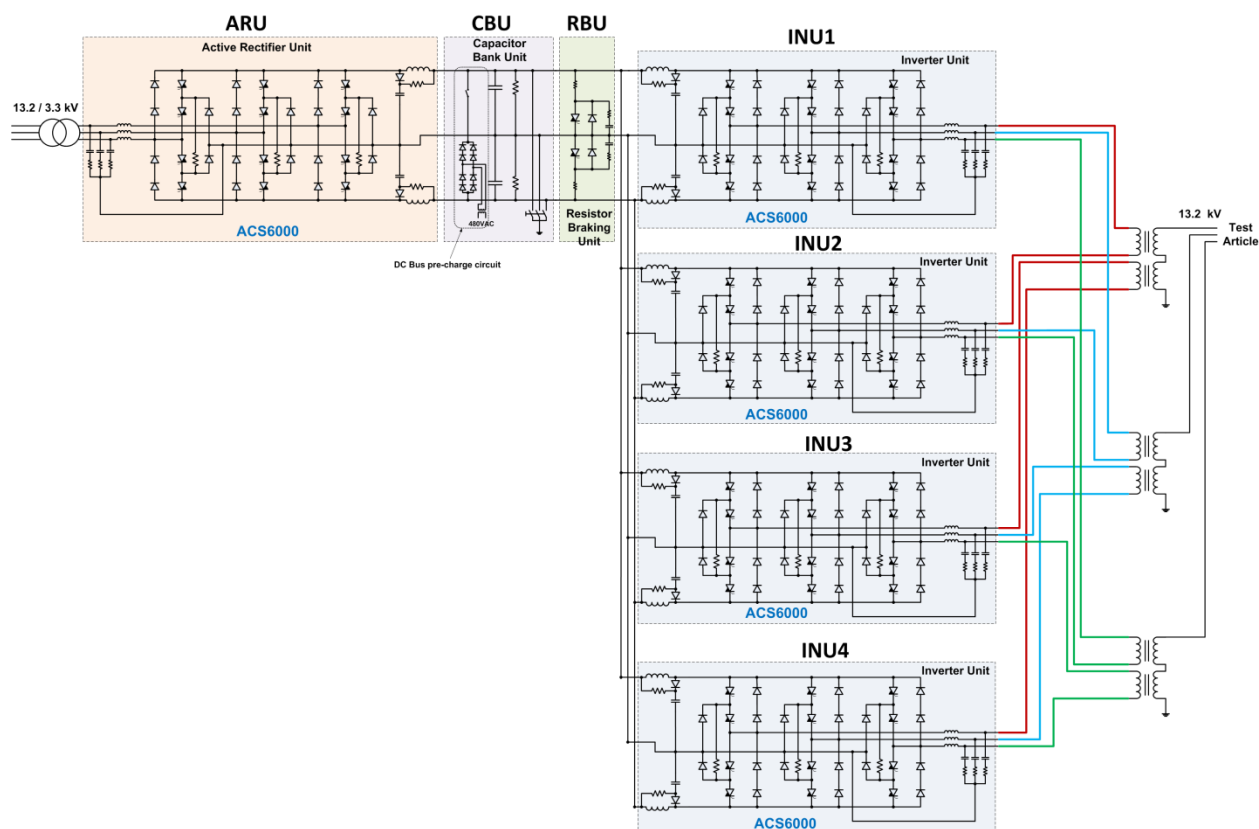 ARU
CBU
RBU
INU1
Active Rectifier Unit
Capacitor
Bank Unit
Inverter Unit
13.2 / 3.3 kV
480VAC
ACS6000
Resistor
Braking
Unit
DC Bus pre-charge circuit
ACS6000
13.2 kV
Test
Article
INU2
Inverter Unit
ACS6000
INU3
Inverter Unit
ACS6000
INU4
Inverter Unit
ACS6000